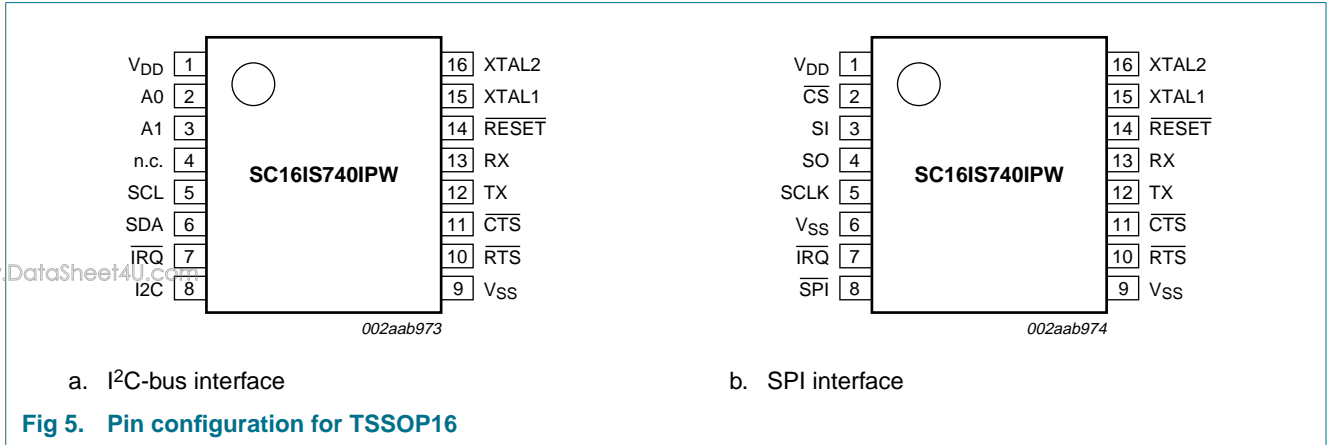 VDD 1 16 XTAL2
A0 2 15 XTAL1
A1 3 14 RESET
n.c. 4 13 RX
SC16IS740IPW
SCL 5 12 TX
SDA 6 11 CTS
IRQ 7 10 RTS
I2C 8 9 VSS
002aab973
a. I2C-bus interface
VDD 1 16 XTAL2
CS 2 15 XTAL1
SI 3 14 RESET
SO 4 13 RX
SC16IS740IPW
SCLK 5 12 TX
VSS 6 11 CTS
IRQ 7 10 RTS
SPI 8 9 VSS
002aab974
b. SPI interface
.DataSheet4U.com
Fig 5. Pin configuration for TSSOP16